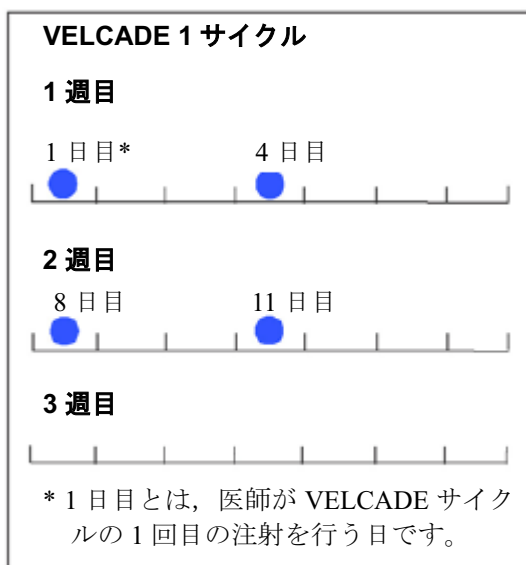 VELCADE 1 サイクル
1 週目
1 日目* 4 日目
2 週目
8 日目 11 日目
3 週目
* 1 日目とは，医師が VELCADE サイク
ルの 1 回目の注射を行う日です。